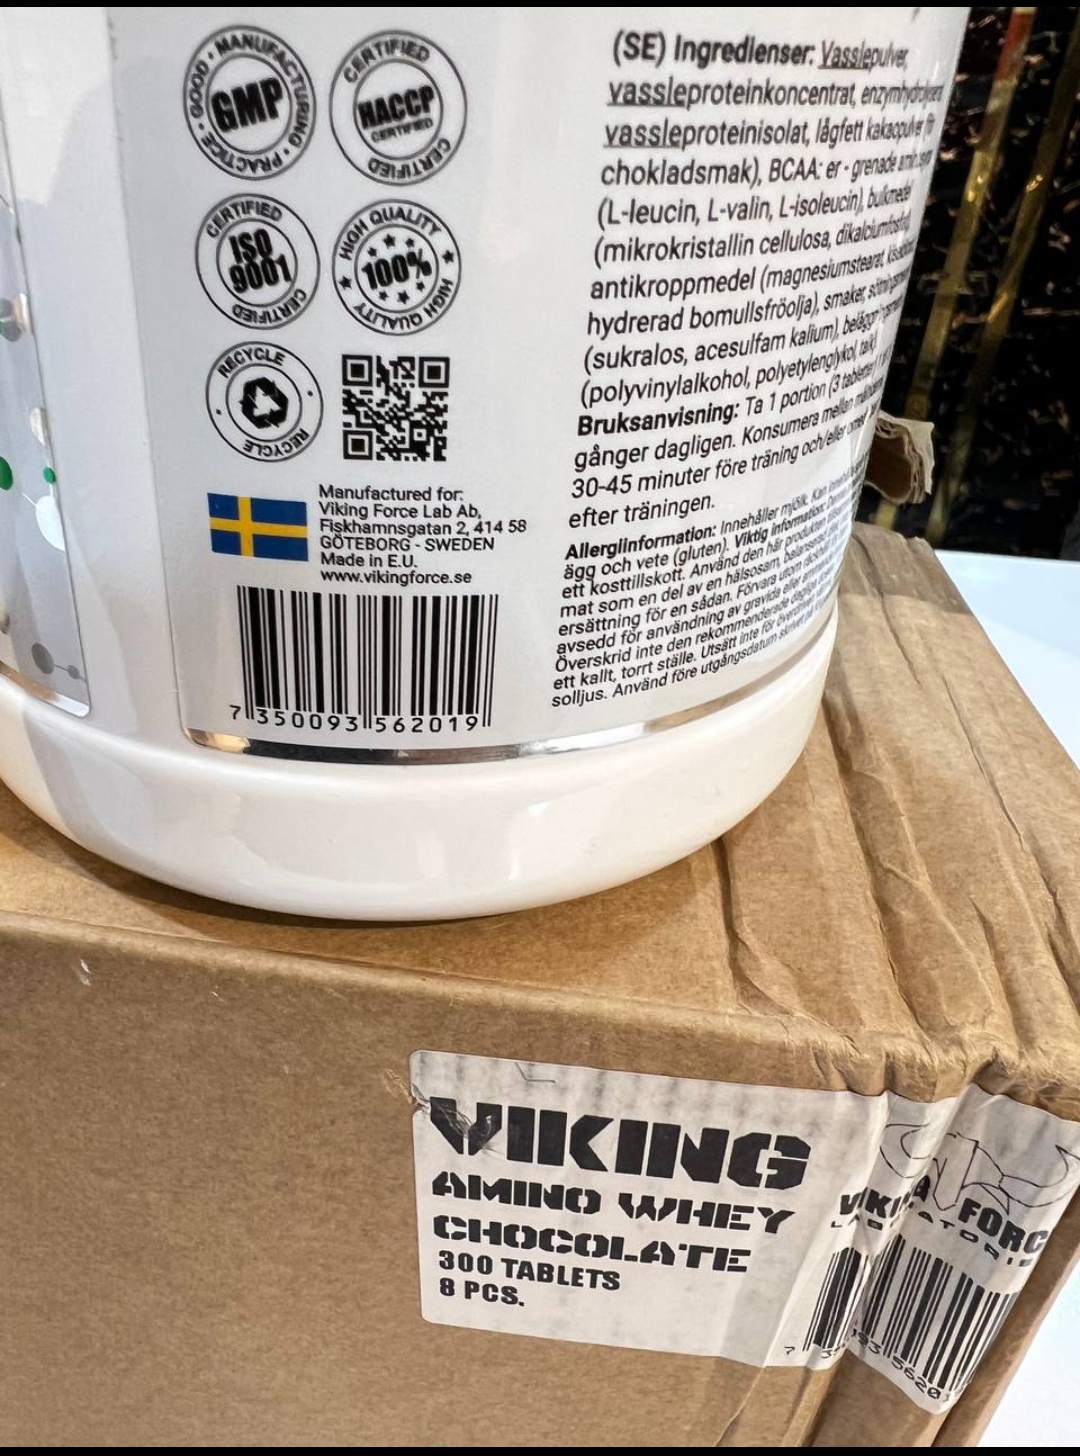 GOOD • MANUFACTURING • PRACTICE •
GMP
CERTIFIED
HACCP
CERTIFIED
CERTIFIED
CERTIFIED
ISO
9001
CERTIFIED
HIGH QUALITY
100%
HIGH QUALITY
RECYCLE
RECYCLE
Manufactured for:
Viking Force Lab Ab,
Fiskhamnsgatan 2, 414 58
GÖTEBORG - SWEDEN
Made in E.U.
www.vikingforce.se
7 350093 562019
(SE) Ingredienser: Vasslepulver,
vassleproteinkoncentrat,
vassleproteinisolat, lågfett kakaopulver
chokladsmak), BCAA: er - grenade
(L-leucin, L-valin, L-isoleucin),
(mikrokristallin cellulosa, dikalciumfosfat
antikroppmedel (magnesiumstearat,
hydrerad bomullsfröolja), smaker,
(sukralos, acesulfam kalium),
(polyvinylalkohol, polyetylenglykol, talk)
Bruksanvisning: Ta 1 portion (3 tabletter)
gånger dagligen. Konsumera mellan
30-45 minuter före träning och/eller
efter träningen.
Allerglinformation: Innehåller mjölk. Kan
ägg och vete (gluten). Viktig information:
ett kosttillskott. Använd den här produkten
mat som en del av en hälsosam, balanserad
ersättning för en sådan. Förvara utom
avsedd för användning av gravida eller
Överskrid inte den rekommenderade
ett kallt, torrt ställe. Utsätt inte för
solljus. Använd före utgångsdatum
VIKING
AMINO WHEY
CHOCOLATE
300 TABLETS
8 PCS.
FORC